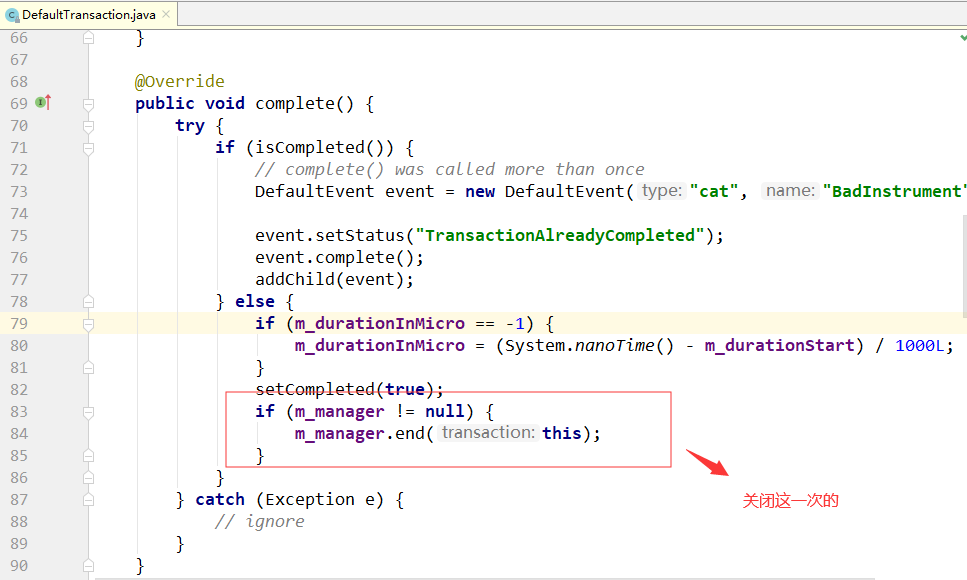 DefaultTransaction.java
66 }
67
68 @Override
69 public void complete() {
70 try {
71 if (isCompleted()) {
72 // complete() was called more than once
73 DefaultEvent event = new DefaultEvent( type: "cat", name: "BadInstrument"
74
75 event.setStatus("TransactionAlreadyCompleted");
76 event.complete();
77 addChild(event);
78 } else {
79 if (m_durationInMicro == -1) {
80 m_durationInMicro = (System.nanoTime() - m_durationStart) / 1000L;
81 }
82 setCompleted(true);
83 if (m_manager != null) {
84 m_manager.end( transaction: this);
85 }
86 }
87 } catch (Exception e) {
88 // ignore
89 }
90 }
关闭这一次的